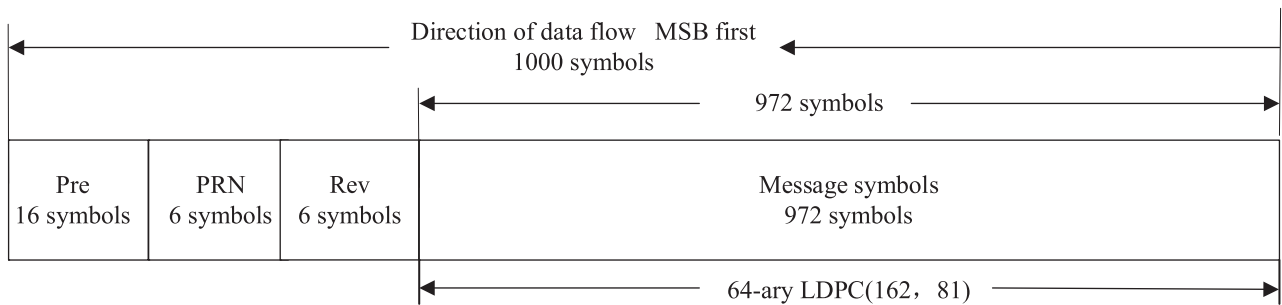 Direction of data flow MSB first
1000 symbols
972 symbols
Pre
16 symbols
PRN
6 symbols
Rev
6 symbols
Message symbols
972 symbols
64-ary LDPC(162，81)